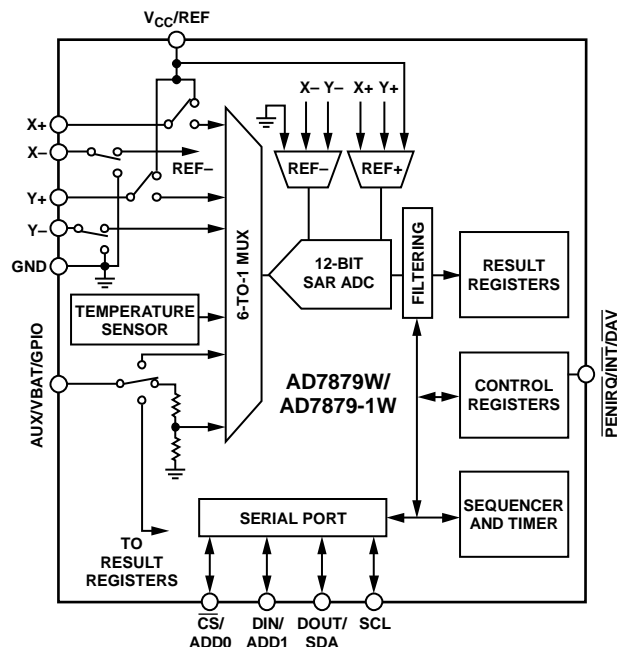 VCC/REF
X– Y– X+ Y+
X+
X–
REF–
Y+
Y–
GND
REF–
REF+
6-TO-1 MUX
12-BIT
SAR ADC
FILTERING
RESULT
REGISTERS
TEMPERATURE
SENSOR
AUX/VBAT/GPIO
AD7879W/
AD7879-1W
CONTROL
REGISTERS
PENIRQ/INT/DAV
SEQUENCER
AND TIMER
SERIAL PORT
TO
RESULT
REGISTERS
CS/
ADD0
DIN/
ADD1
DOUT/
SDA
SCL